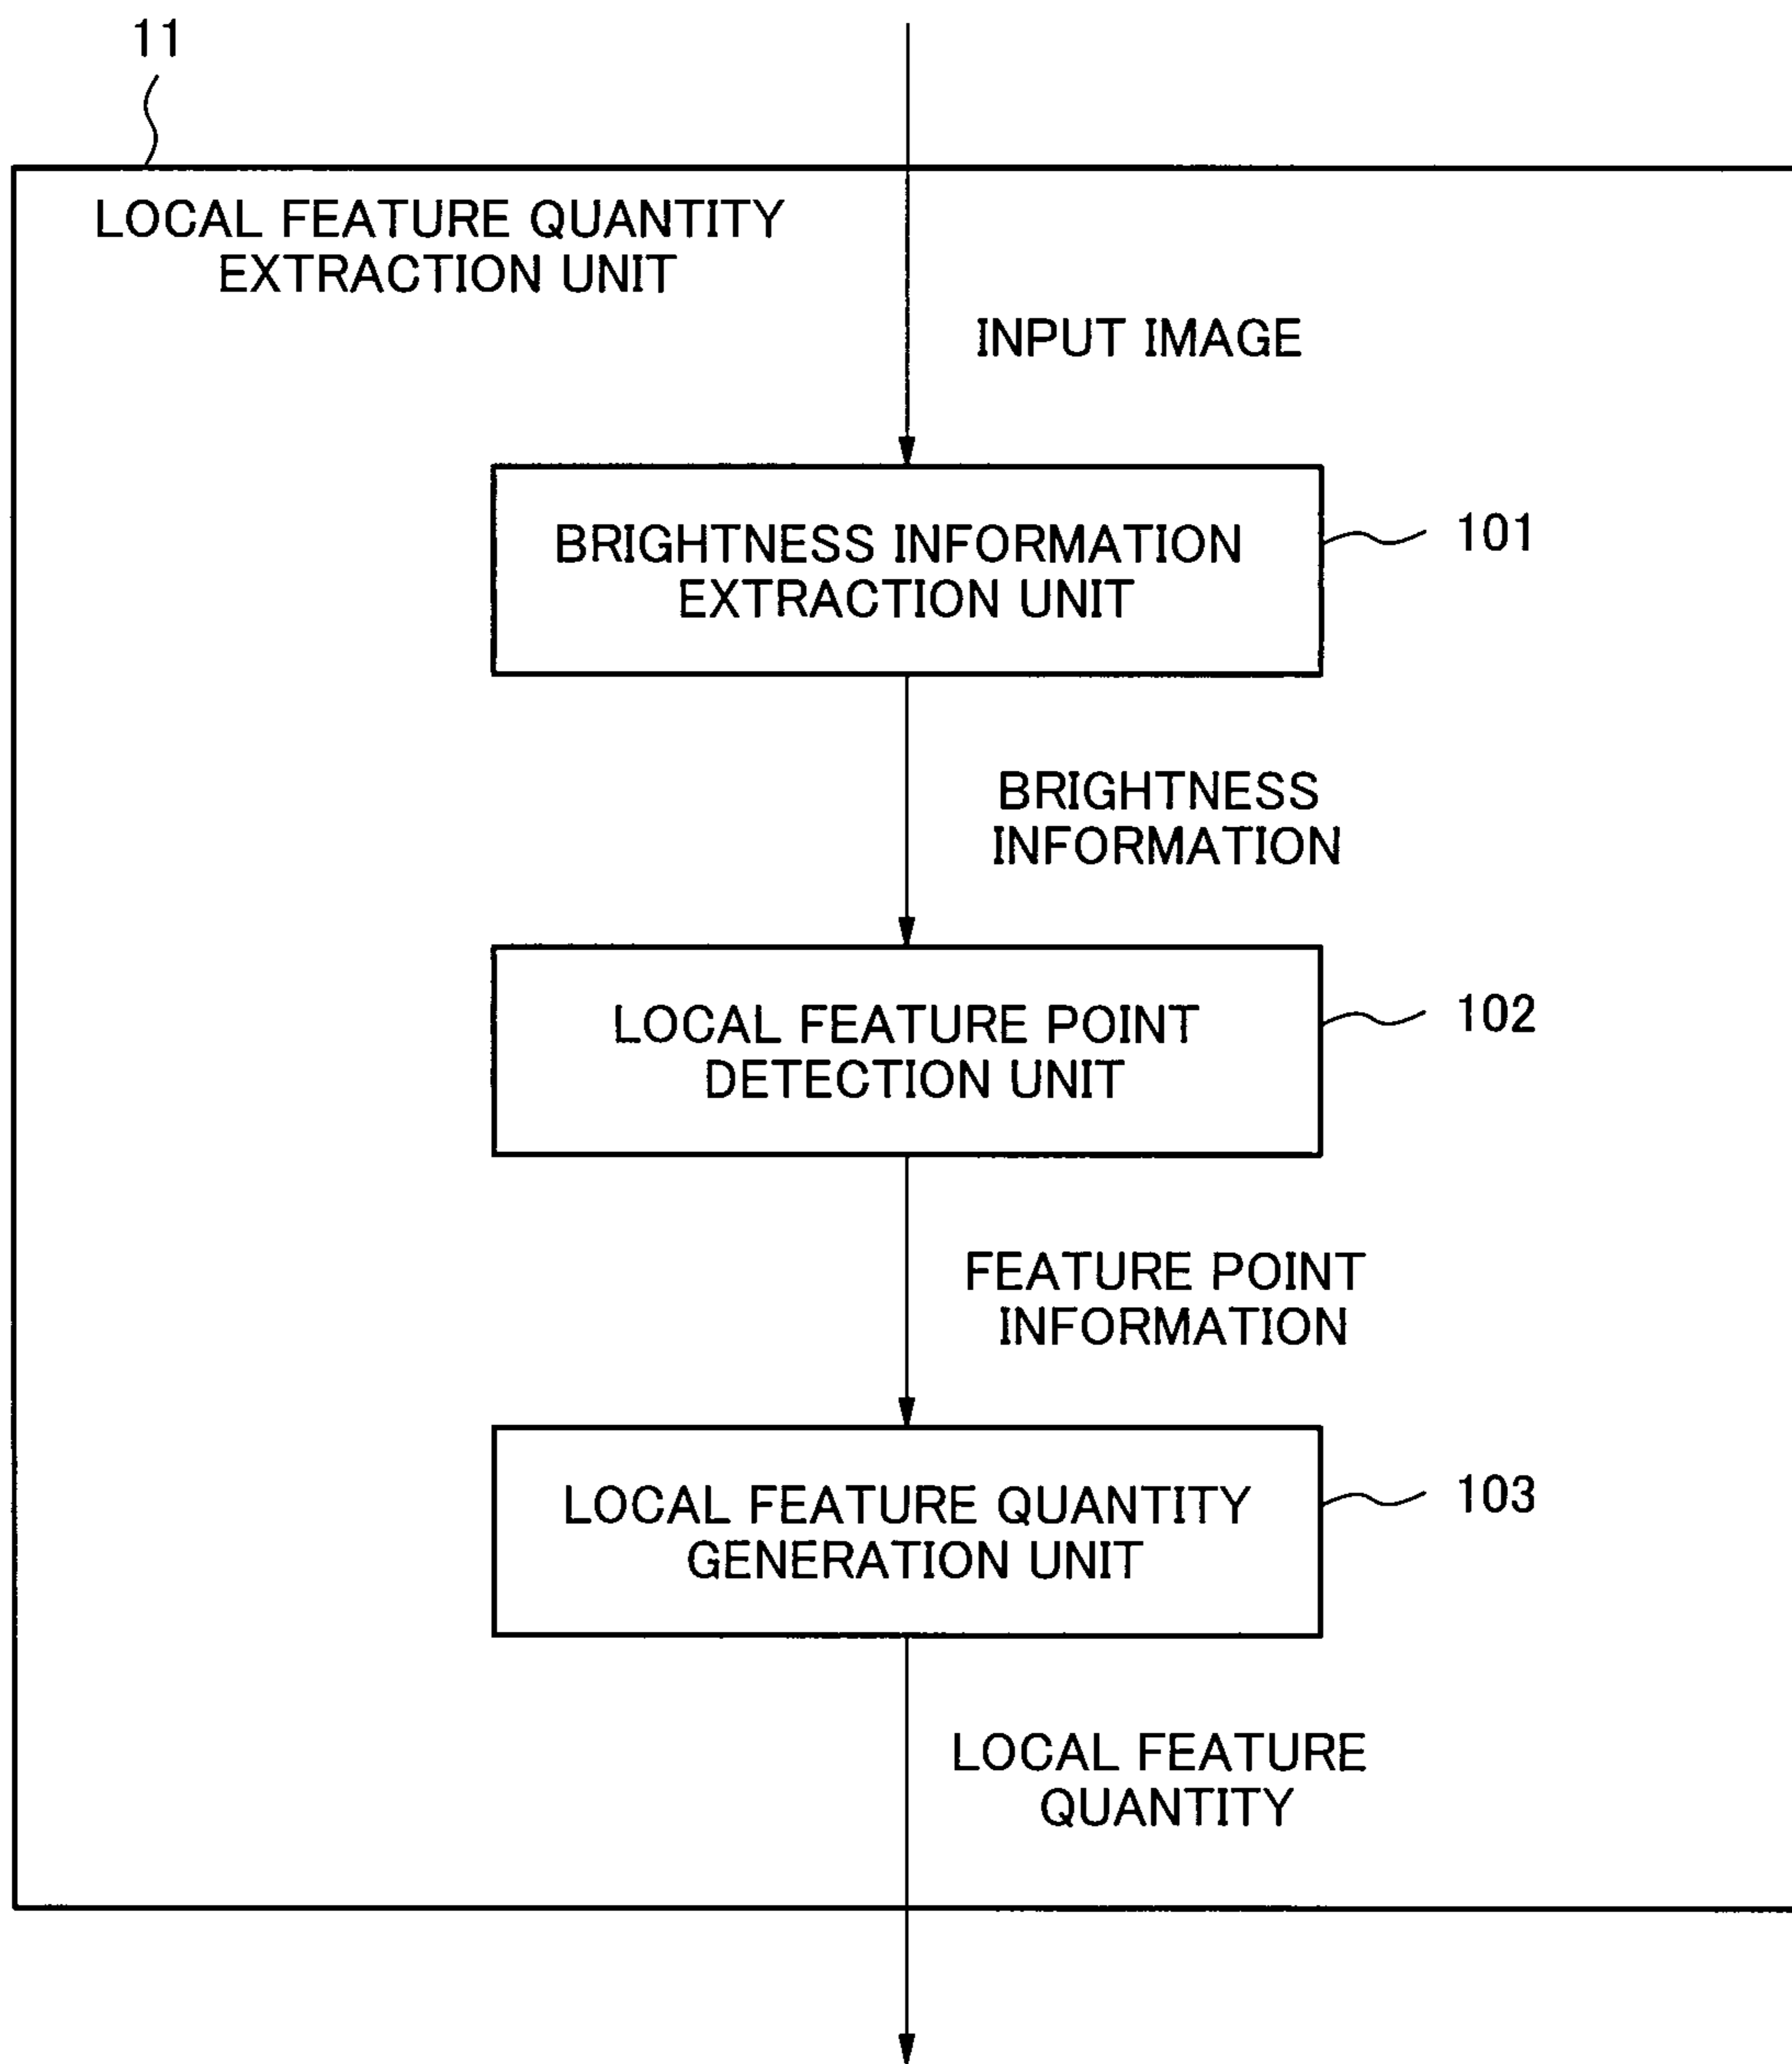 11
LOCAL FEATURE QUANTITY
EXTRACTION UNIT
INPUT IMAGE
BRIGHTNESS INFORMATION
EXTRACTION UNIT
101
BRIGHTNESS
INFORMATION
LOCAL FEATURE POINT
DETECTION UNIT
102
FEATURE POINT
INFORMATION
LOCAL FEATURE QUANTITY
GENERATION UNIT
103
LOCAL FEATURE
QUANTITY